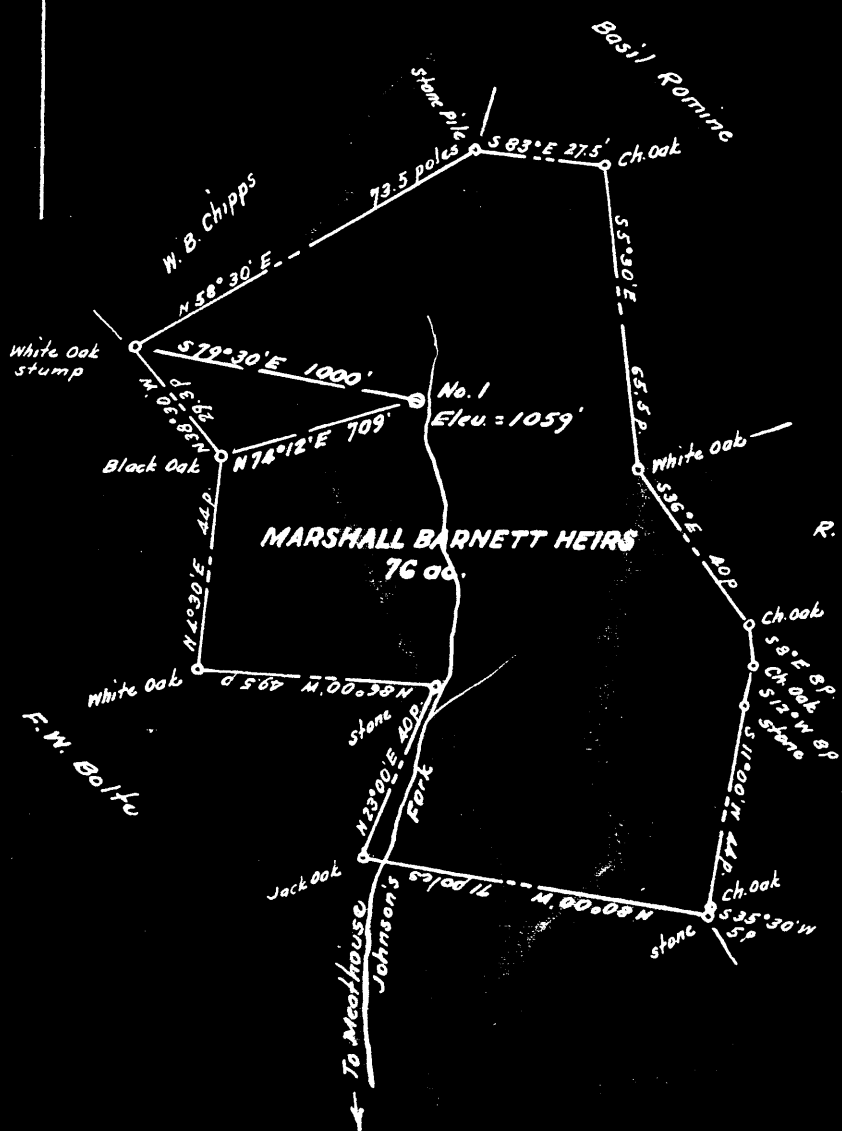 Basil Romine
stone pile
S 83° E 27.5'
Ch. Oak
73.5 poles
W. B. Chipps
N 58° 30' E
S 5° 30' E
65.5 P.
White Oak
stump
S 79° 30' E 1000'
No. 1
Elev. = 1059'
N 38° 30' W
29.3 P
Black Oak
N 74° 12' E 709'
White Oak
S 36° E 40 P
R.
MARSHALL BARNETT HEIRS
76 ac.
N 4° 30' E 44 P.
Ch. Oak
S 8° E 8 P.
Ch. Oak
S 12° W 8 P
stone
White Oak
N 86° 00' W 49.5 P
stone
F. W. Bolte
N 23° 00' E 40 P.
Fork
S 11° 00' W 44 P.
Jack Oak
N 80° 00' W 71 poles
Ch. Oak
S 35° 30' W
5 P
stone
Johnson's
← To Meathouse